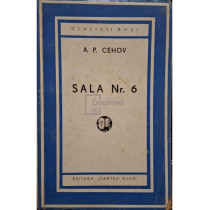 CLASICII RUȘI
A. P. CEHOV
SALA Nr. 6
EDITURA „CARTEA RUSĂ"